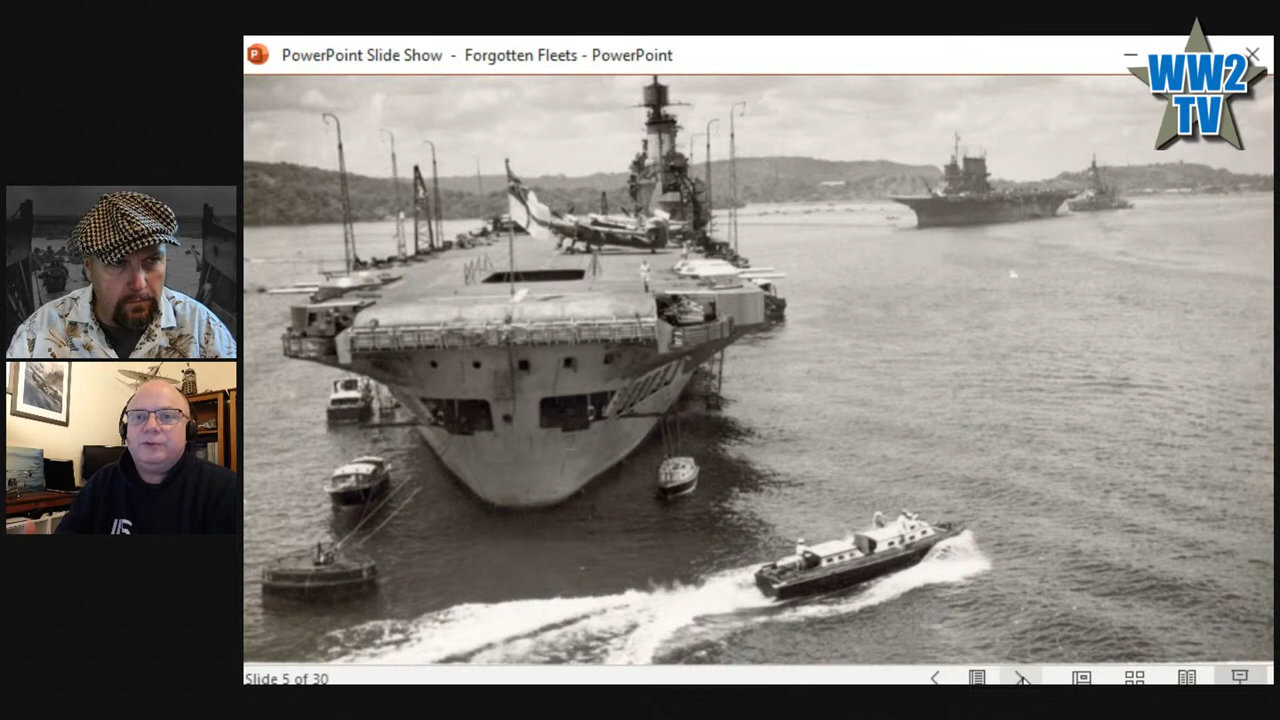 PowerPoint Slide Show - Forgotten Fleets - PowerPoint
WW2
TV
Slide 5 of 30